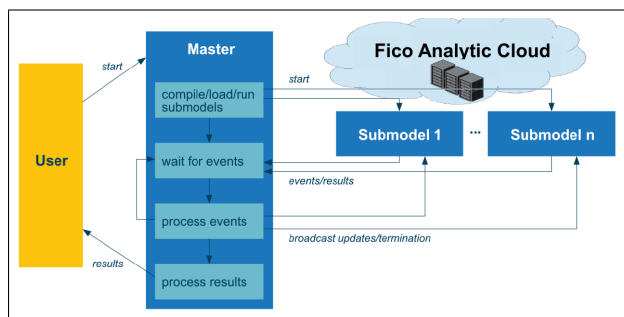 start
Master
Fico Analytic Cloud
start
compile/load/run
submodels
Submodel 1
...
Submodel n
User
wait for events
events/results
process events
broadcast updates/termination
results
process results